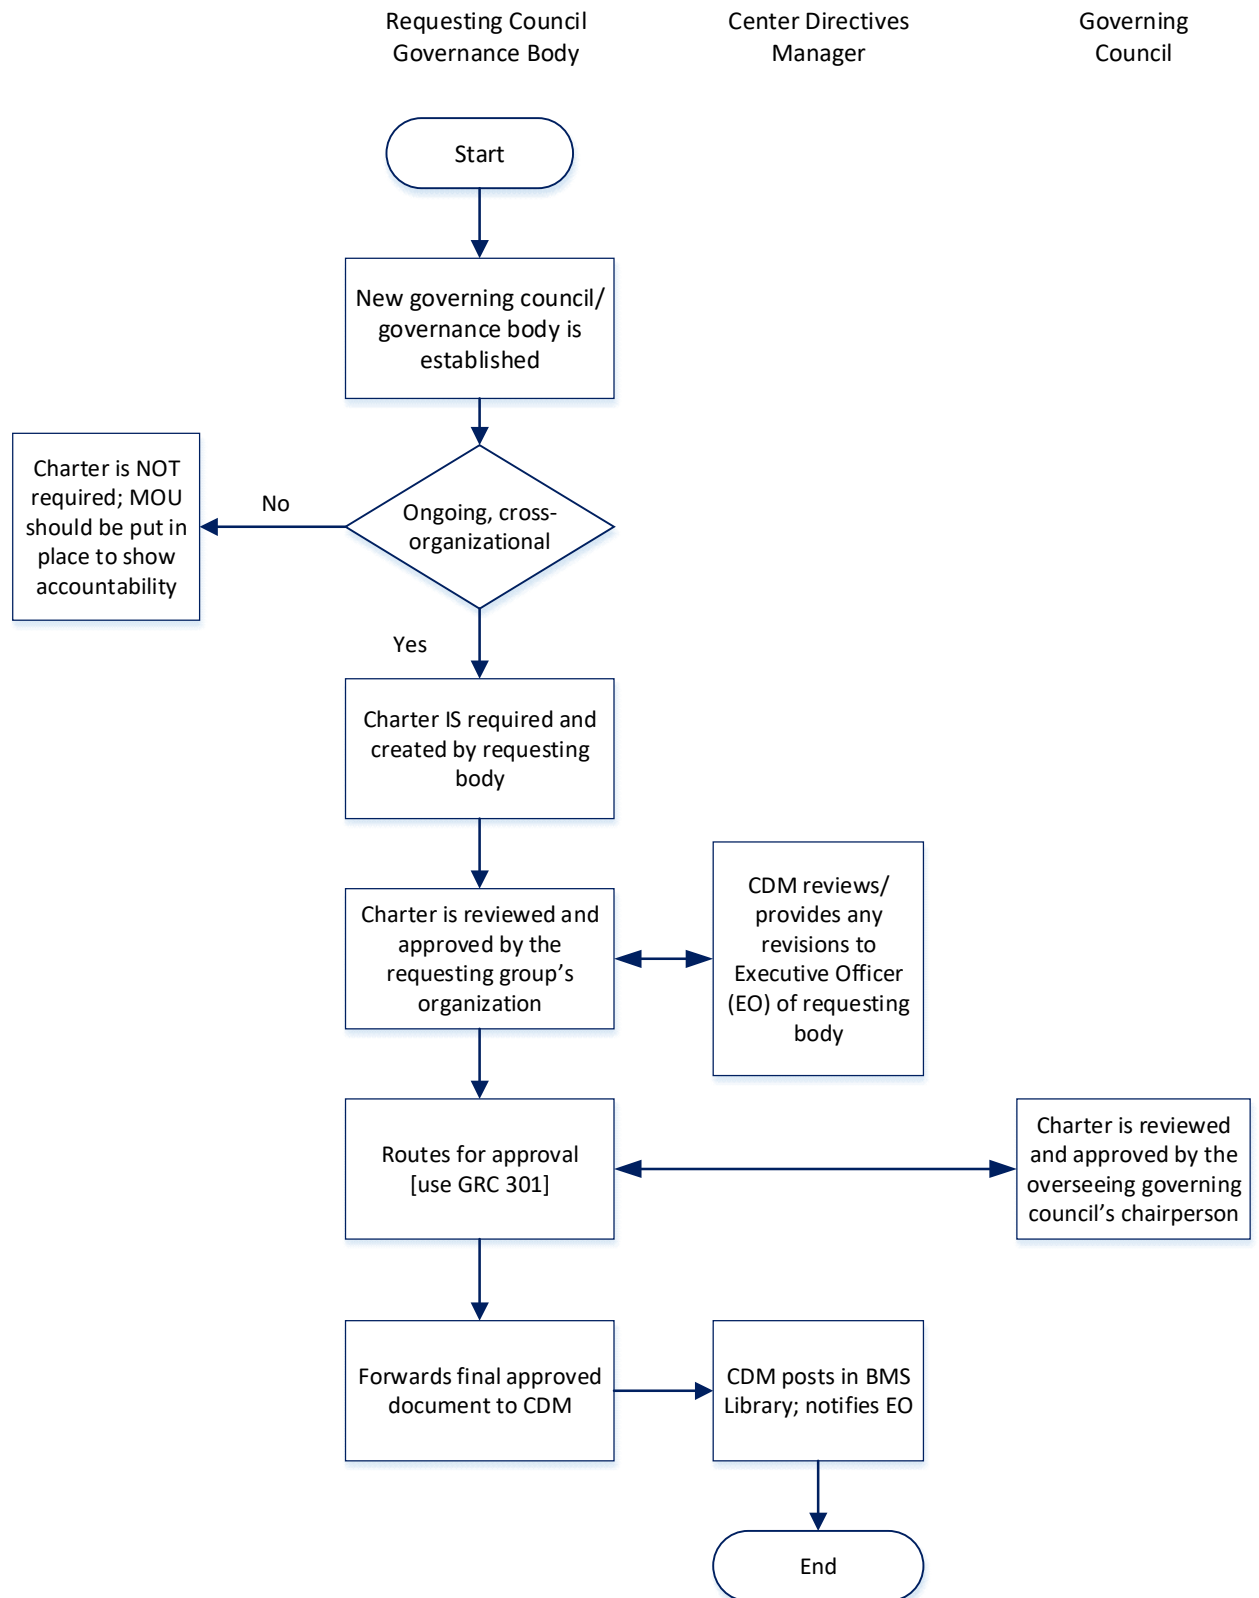 Requesting Council
Governance Body
Center Directives
Manager
Governing
Council
Start
New governing council/
governance body is
established
Ongoing, cross-
organizational
No
Charter is NOT
required; MOU
should be put in
place to show
accountability
Yes
Charter IS required and
created by requesting
body
Charter is reviewed and
approved by the
requesting group’s
organization
CDM reviews/
provides any
revisions to
Executive Officer
(EO) of requesting
body
Routes for approval
[use GRC 301]
Charter is reviewed
and approved by the
overseeing governing
council’s chairperson
Forwards final approved
document to CDM
CDM posts in BMS
Library; notifies EO
End